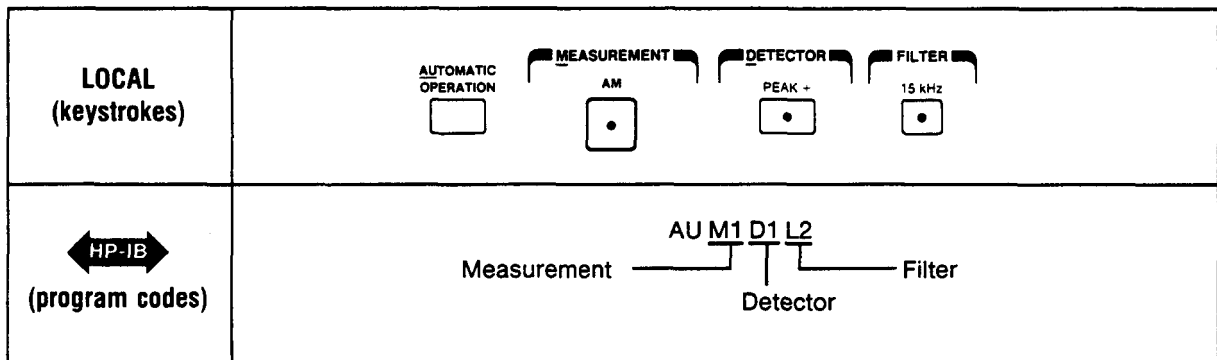 LOCAL
(keystrokes)
AUTOMATIC
OPERATION
MEASUREMENT
AM
DETECTOR
PEAK +
FILTER
15 kHz
HP-IB
(program codes)
AU M1 D1 L2
Measurement
Filter
Detector